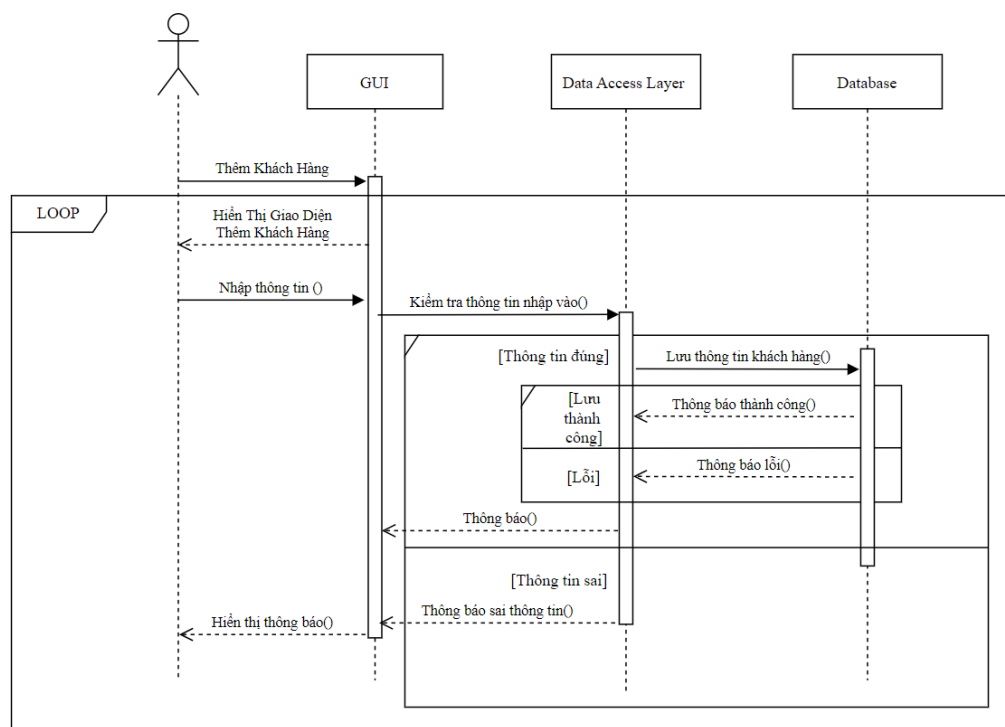 GUI
Data Access Layer
Database
Thêm Khách Hàng
LOOP
Hiển Thị Giao Diện
Thêm Khách Hàng
Nhập thông tin ()
Kiểm tra thông tin nhập vào()
[Thông tin đúng]
Lưu thông tin khách hàng()
[Lưu
thành
công]
Thông báo thành công()
[Lỗi]
Thông báo lỗi()
Thông báo()
[Thông tin sai]
Thông báo sai thông tin()
Hiển thị thông báo()